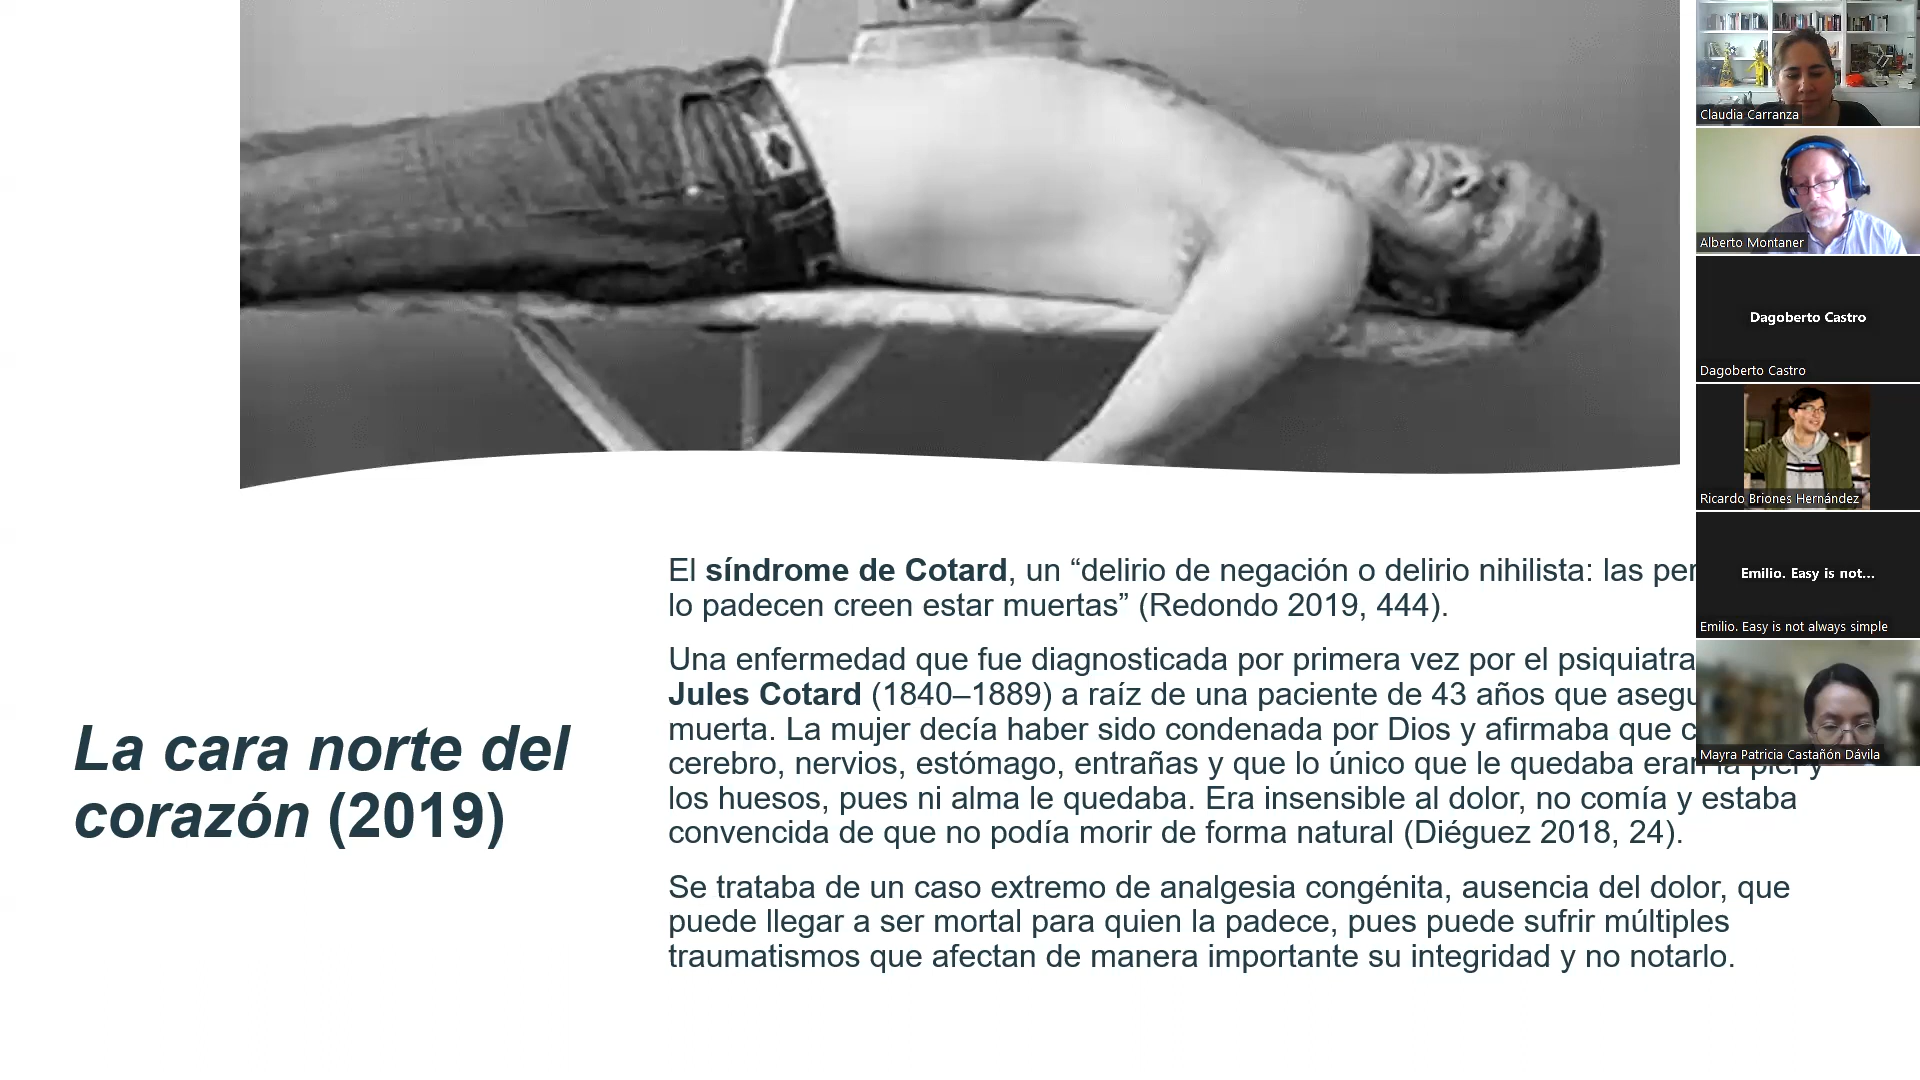 La cara norte del
corazón (2019)
El síndrome de Cotard, un “delirio de negación o delirio nihilista: las
lo padecen creen estar muertas” (Redondo 2019, 444).
Una enfermedad que fue diagnosticada por primera vez por el psiquiatra
Jules Cotard (1840–1889) a raíz de una paciente de 43 años que
muerta. La mujer decía haber sido condenada por Dios y afirmaba que
cerebro, nervios, estómago, entrañas y que lo único que le quedaba eran la piel y
los huesos, pues ni alma le quedaba. Era insensible al dolor, no comía y estaba
convencida de que no podía morir de forma natural (Diéguez 2018, 24).
Se trataba de un caso extremo de analgesia congénita, ausencia del dolor, que
puede llegar a ser mortal para quien la padece, pues puede sufrir múltiples
traumatismos que afectan de manera importante su integridad y no notarlo.
Claudia Carranza
Alberto Montaner
Dagoberto Castro
Dagoberto Castro
Ricardo Briones Hernández
Emilio. Easy is not...
Emilio. Easy is not always simple
Mayra Patricia Castañón Dávila